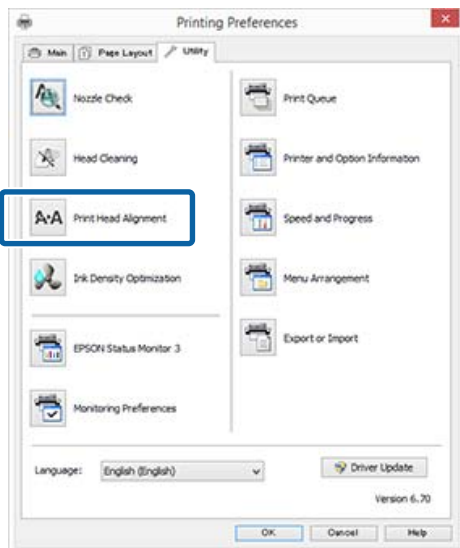 Printing Preferences
Main
Page Layout
Utility
Nozzle Check
Print Queue
Head Cleaning
Printer and Option Information
A·A Print Head Alignment
Speed and Progress
Ink Density Optimization
Menu Arrangement
EPSON Status Monitor 3
Export or Import
Monitoring Preferences
Language: English (English)
Driver Update
Version 6.70
OK
Cancel
Help